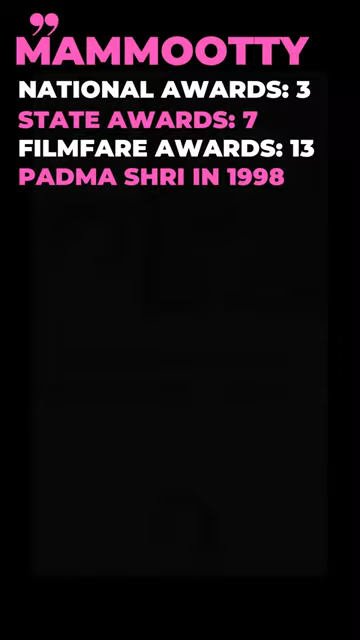 ”
MAMMOOTTY
NATIONAL AWARDS: 3
STATE AWARDS: 7
FILMFARE AWARDS: 13
PADMA SHRI IN 1998